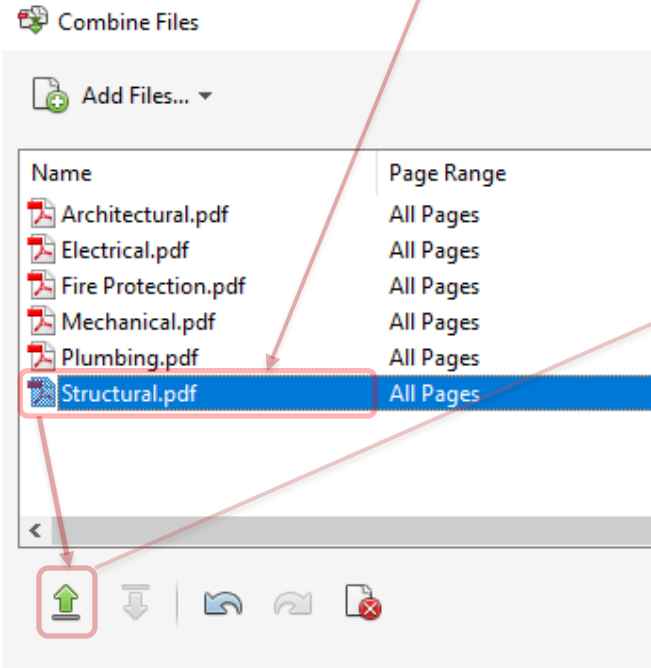 Combine Files
Add Files...
Name Page Range
Architectural.pdf All Pages
Electrical.pdf All Pages
Fire Protection.pdf All Pages
Mechanical.pdf All Pages
Plumbing.pdf All Pages
Structural.pdf All Pages